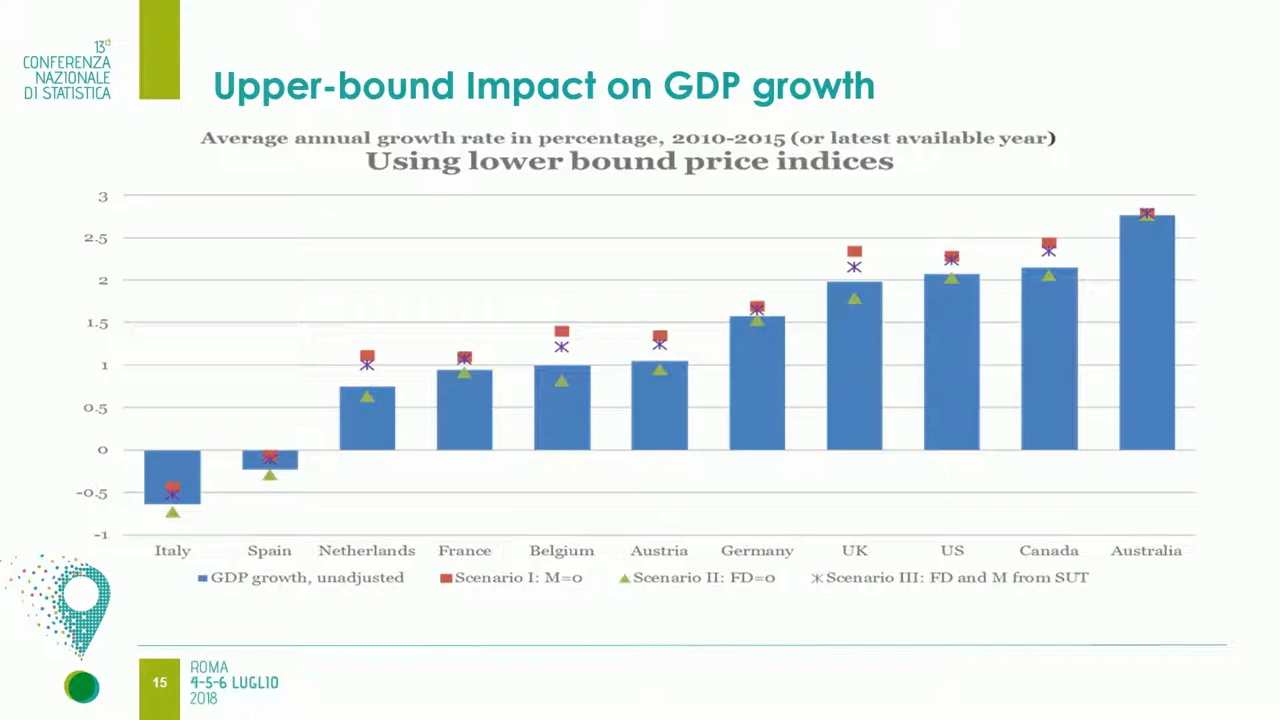 13ª
CONFERENZA
NAZIONALE
DI STATISTICA
Upper-bound Impact on GDP growth
Average annual growth rate in percentage, 2010-2015 (or latest available year)
Using lower bound price indices
3
2.5
2
1.5
1
0.5
0
-0.5
-1
Italy Spain Netherlands France Belgium Austria Germany UK US Canada Australia
GDP growth, unadjusted Scenario I: M=0 Scenario II: FD=0 Scenario III: FD and M from SUT
15
ROMA
4-5-6 LUGLIO
2018